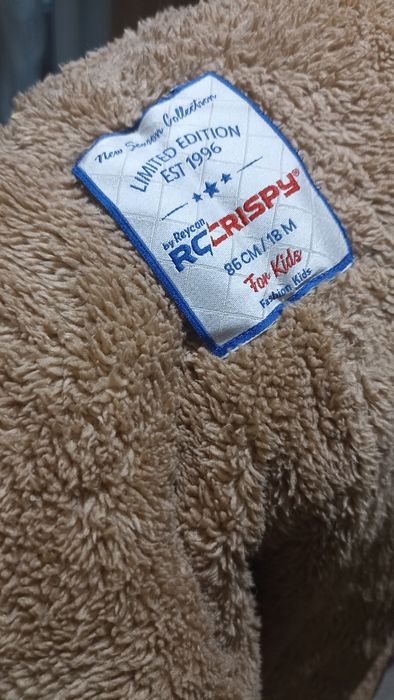 New Season Collection
LIMITED EDITION
EST 1996
by Reycan
RCCRISPY®
86 CM / 18 M
For Kids
Fashion Kids